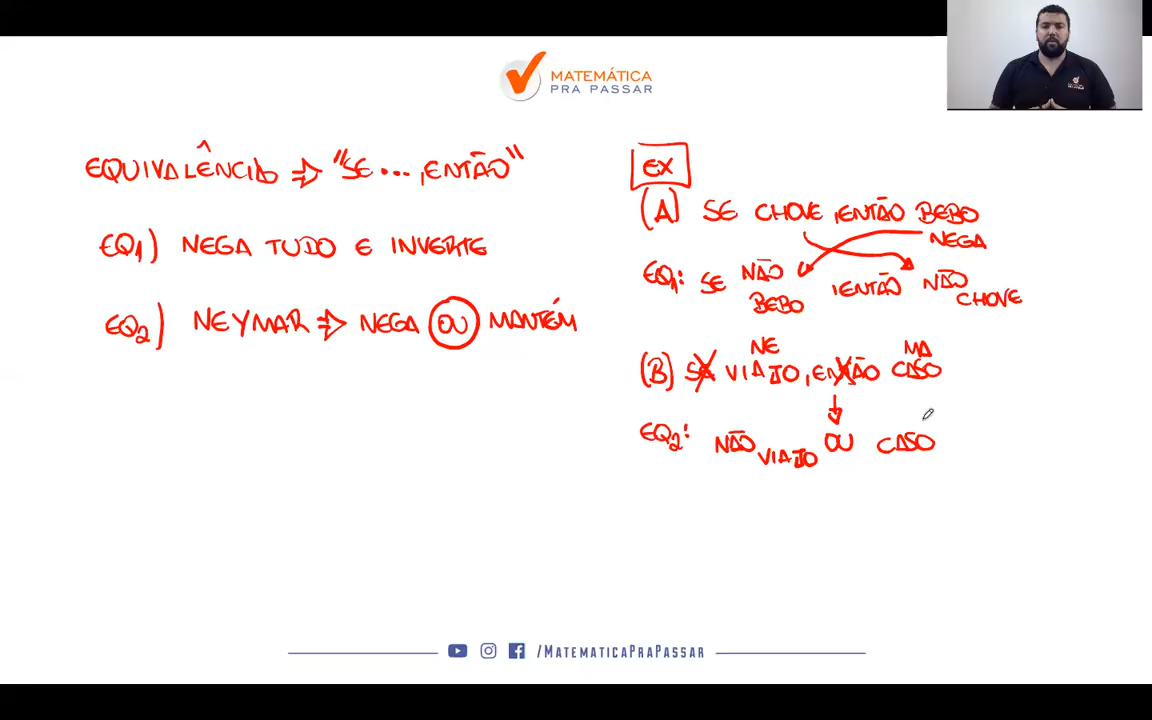 MATEMÁTICA
PRA PASSAR
EQUIVALÊNCIA ⇒ "SE ... , ENTÃO"
EQ1) NEGA TUDO E INVERTE
EQ2) NEYMAR ⇒ NEGA OU MANTÉM
EX
(A) SE CHOVE , ENTÃO BEBO
NEGA
EQ1: SE NÃO BEBO , ENTÃO NÃO CHOVE
NE MA
(B) SE VIAJO, ENTÃO CASO
EQ2: NÃO VIAJO OU CASO
/MATEMATICAPRAPASSAR